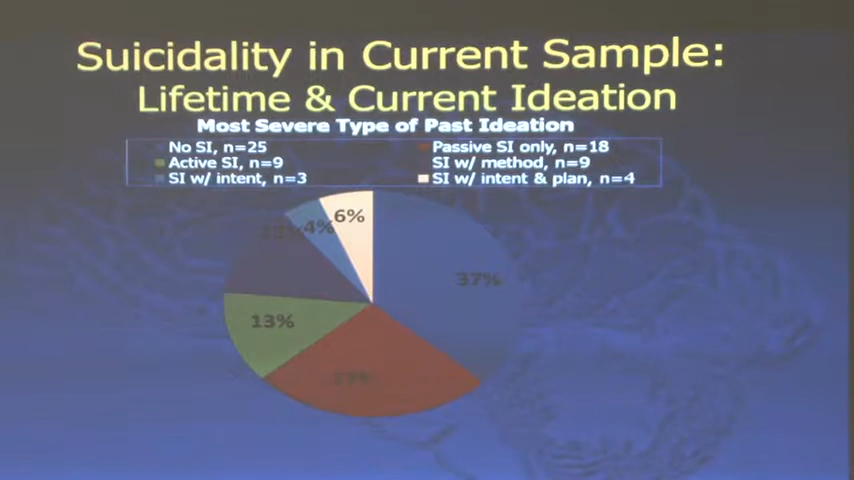 Suicidality in Current Sample:
Lifetime & Current Ideation
Most Severe Type of Past Ideation
No SI, n=25 Passive SI only, n=18
Active SI, n=9 SI w/ method, n=9
SI w/ intent, n=3 SI w/ intent & plan, n=4
6%
4%
37%
13%